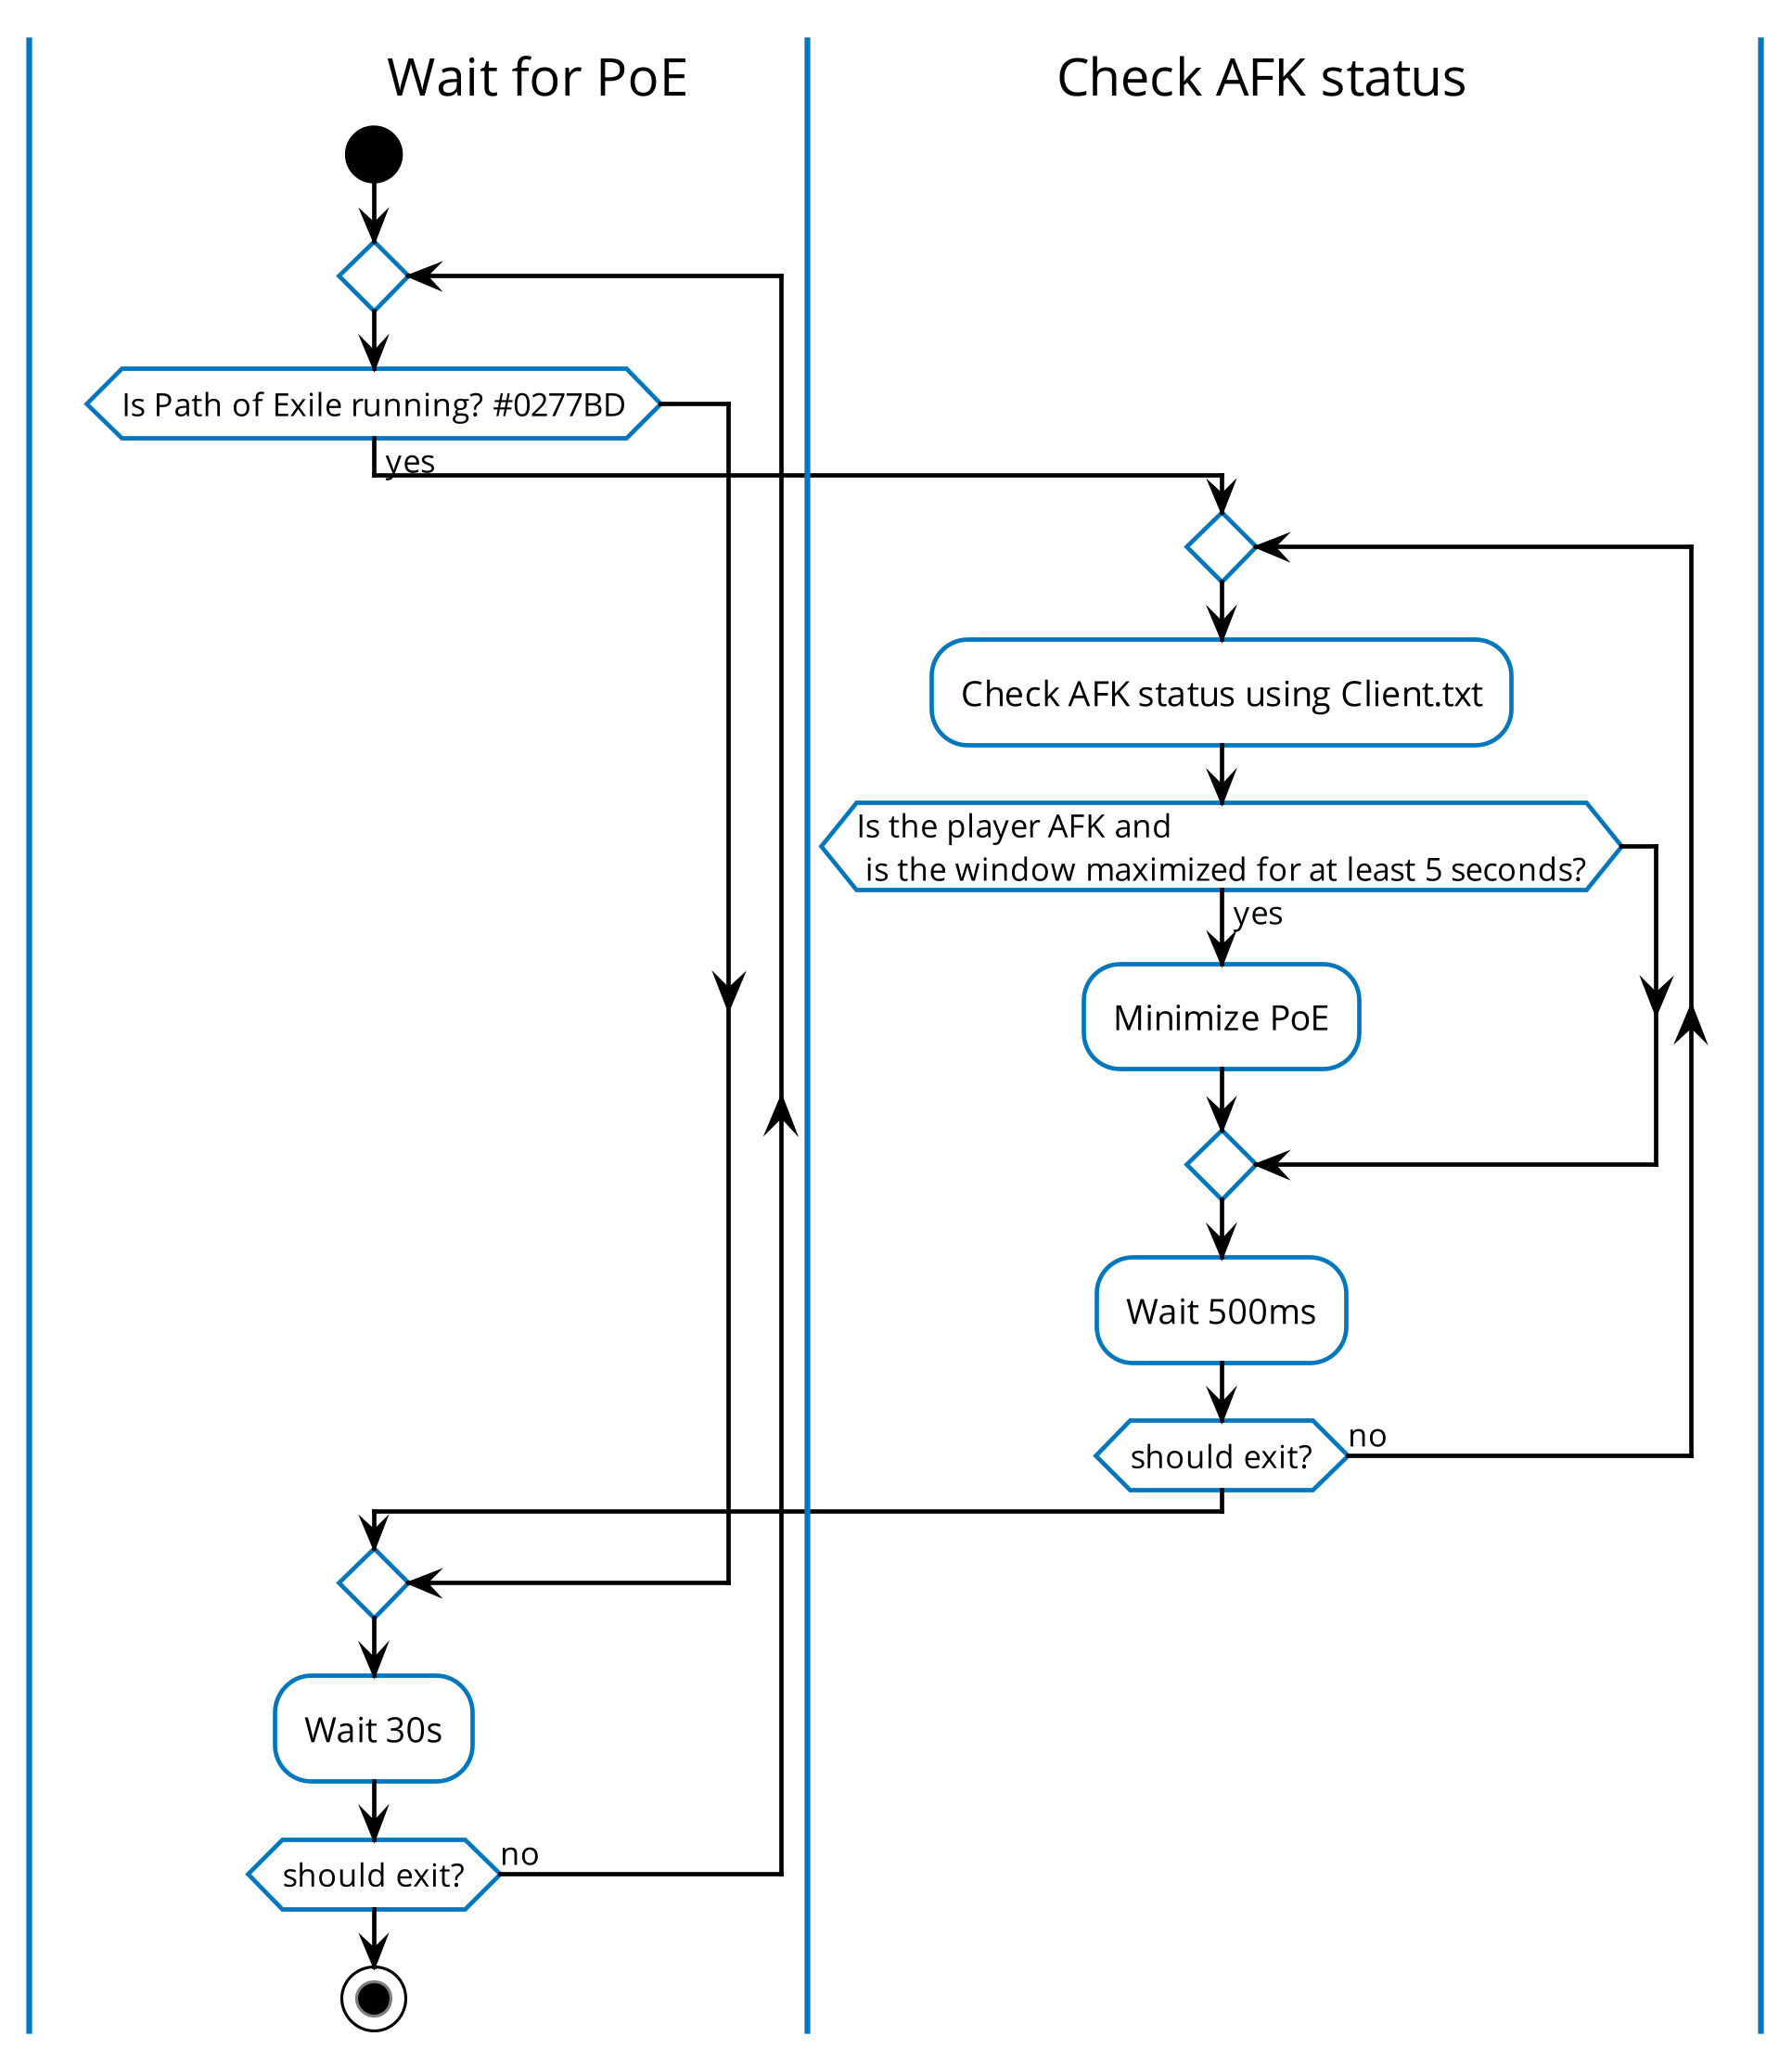 Wait for PoE
Check AFK status
Is Path of Exile running? #0277BD
yes
Check AFK status using Client.txt
Is the player AFK and
is the window maximized for at least 5 seconds?
yes
Minimize PoE
Wait 500ms
should exit?
no
Wait 30s
should exit?
no